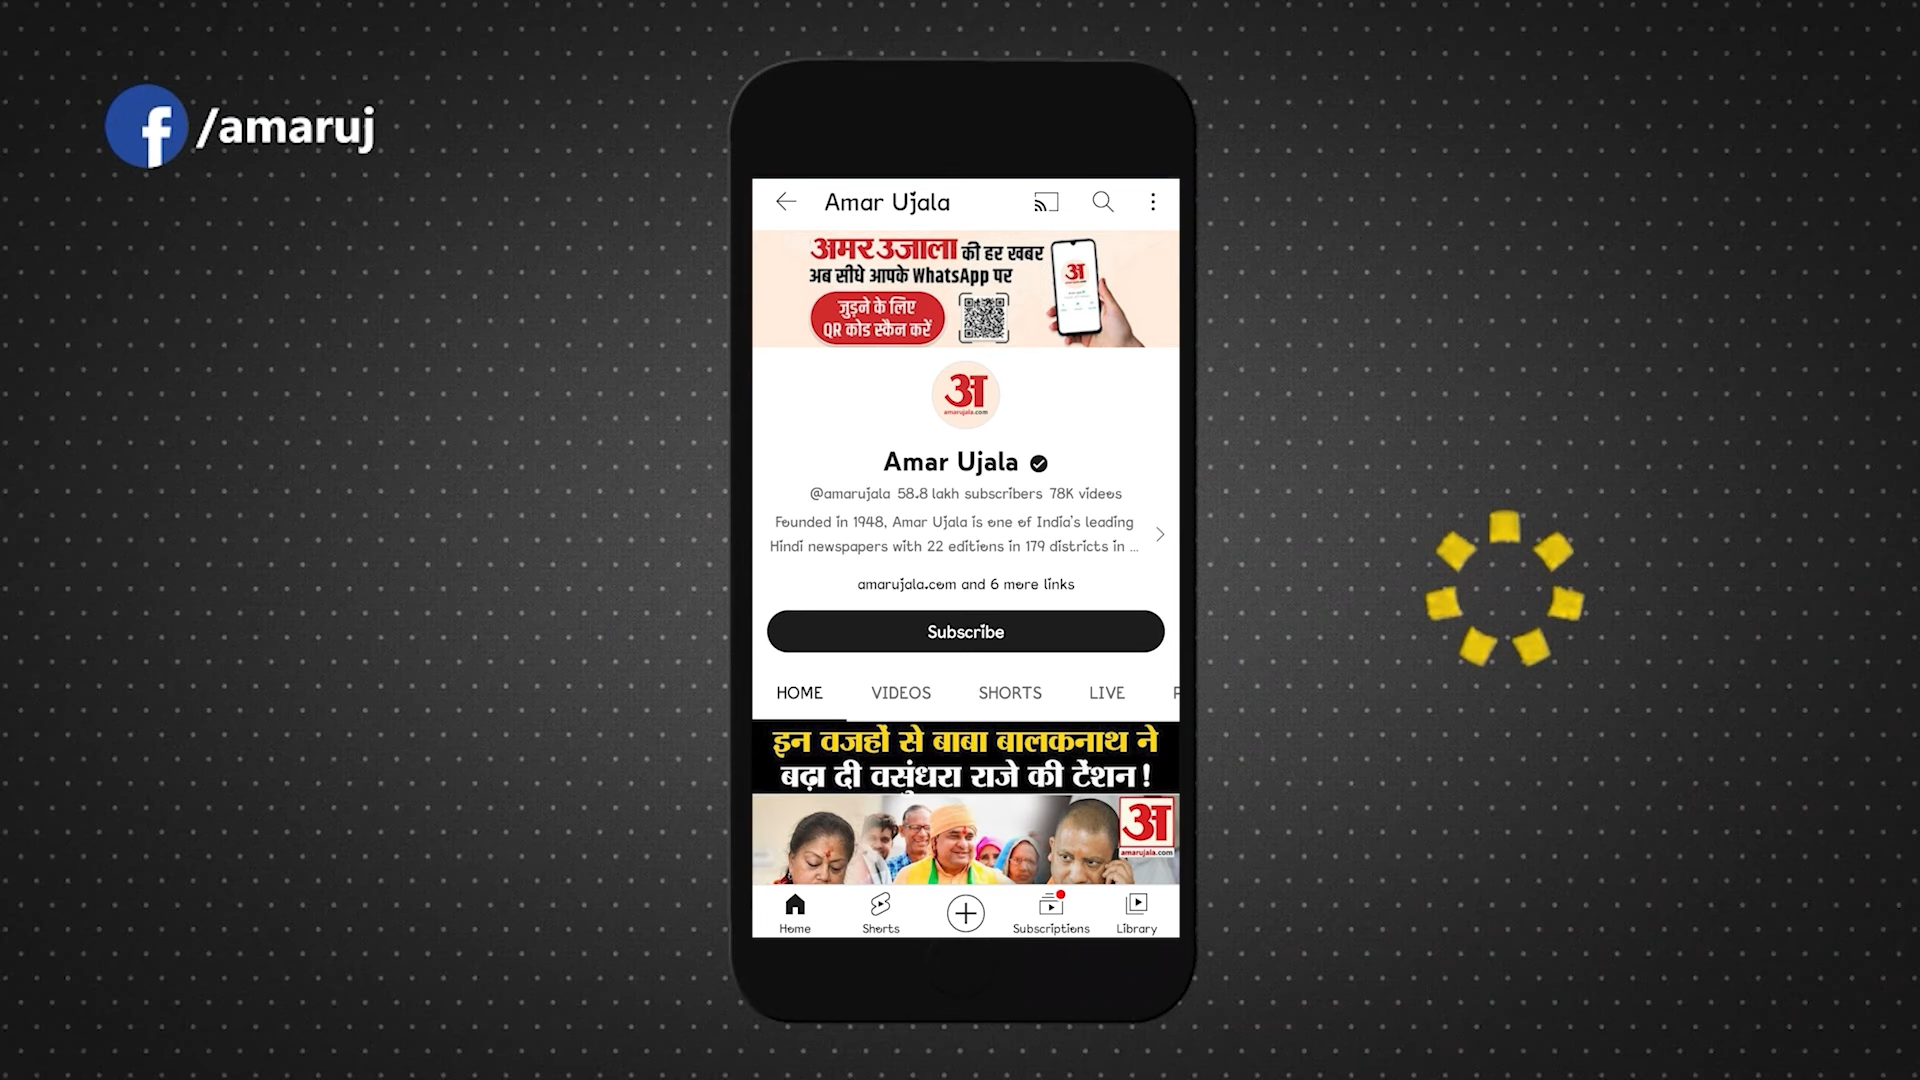 /amaruj
Amar Ujala
अमर उजाला की हर खबर
अब सीधे आपके WhatsApp पर
जुड़ने के लिए
QR कोड स्कैन करें
अ
अ
amarujala.com
Amar Ujala
@amarujala 58.8 lakh subscribers 78K videos
Founded in 1948, Amar Ujala is one of India's leading
Hindi newspapers with 22 editions in 179 districts in ...
amarujala.com and 6 more links
Subscribe
HOME VIDEOS SHORTS LIVE
इन वजहों से बाबा बालकनाथ ने
बढ़ा दी वसुंधरा राजे की टेंशन!
अ
amarujala.com
Home Shorts Subscriptions Library